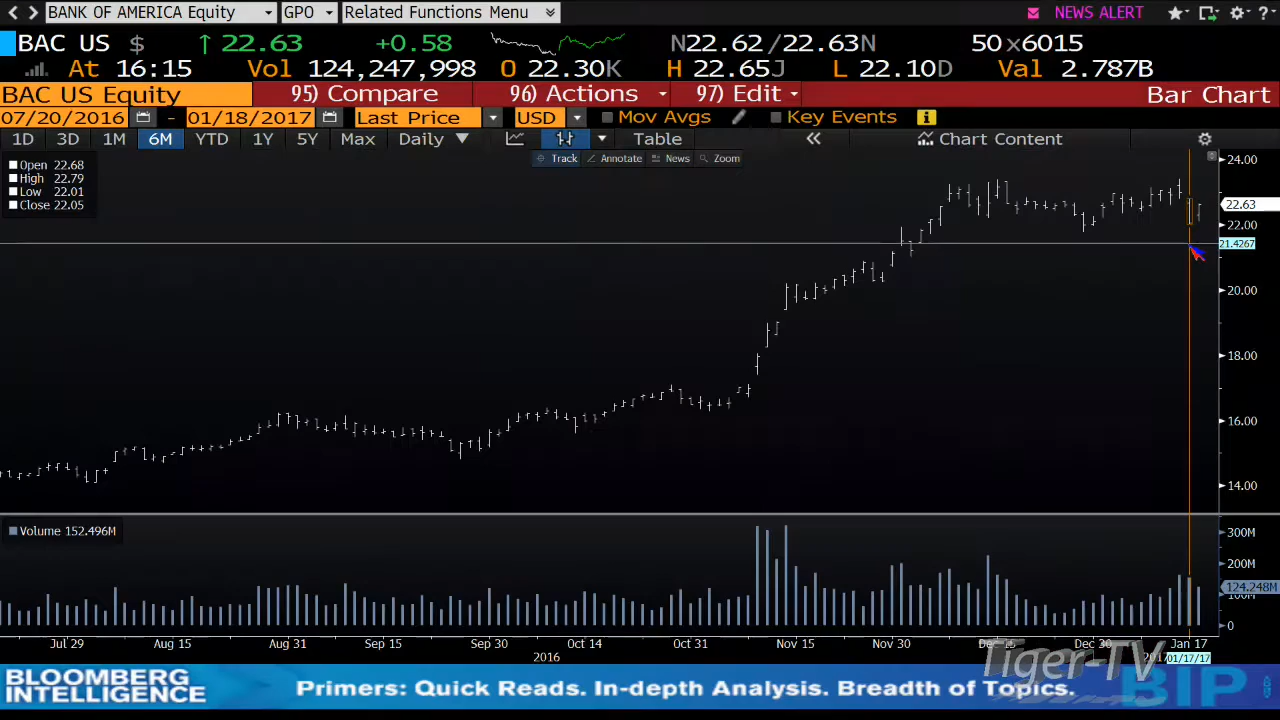 BANK OF AMERICA Equity GPO Related Functions Menu NEWS ALERT ?
BAC US $ ↑ 22.63 +0.58 N22.62/22.63N 50x6015
At 16:15 Vol 124,247,998 O 22.30K H 22.65J L 22.10D Val 2.787B
BAC US Equity 95) Compare 96) Actions 97) Edit Bar Chart
07/20/2016 - 01/18/2017 Last Price USD Mov Avgs Key Events i
1D 3D 1M 6M YTD 1Y 5Y Max Daily ▼ Table « Chart Content
Track Annotate News Zoom
Open 22.68
High 22.79
Low 22.01
Close 22.05
24.00
22.63
22.00
21.4267
20.00
18.00
16.00
14.00
Volume 152.496M
300M
200M
124.248M
100M
0
Jul 29 Aug 15 Aug 31 Sep 15 Sep 30 Oct 14 Oct 31 Nov 15 Nov 30 Dec 15 Dec 30 Jan 17
2016 01/17/17
Tiger-TV
BLOOMBERG
INTELLIGENCE
Primers: Quick Reads. In-depth Analysis. Breadth of Topics.
BIP